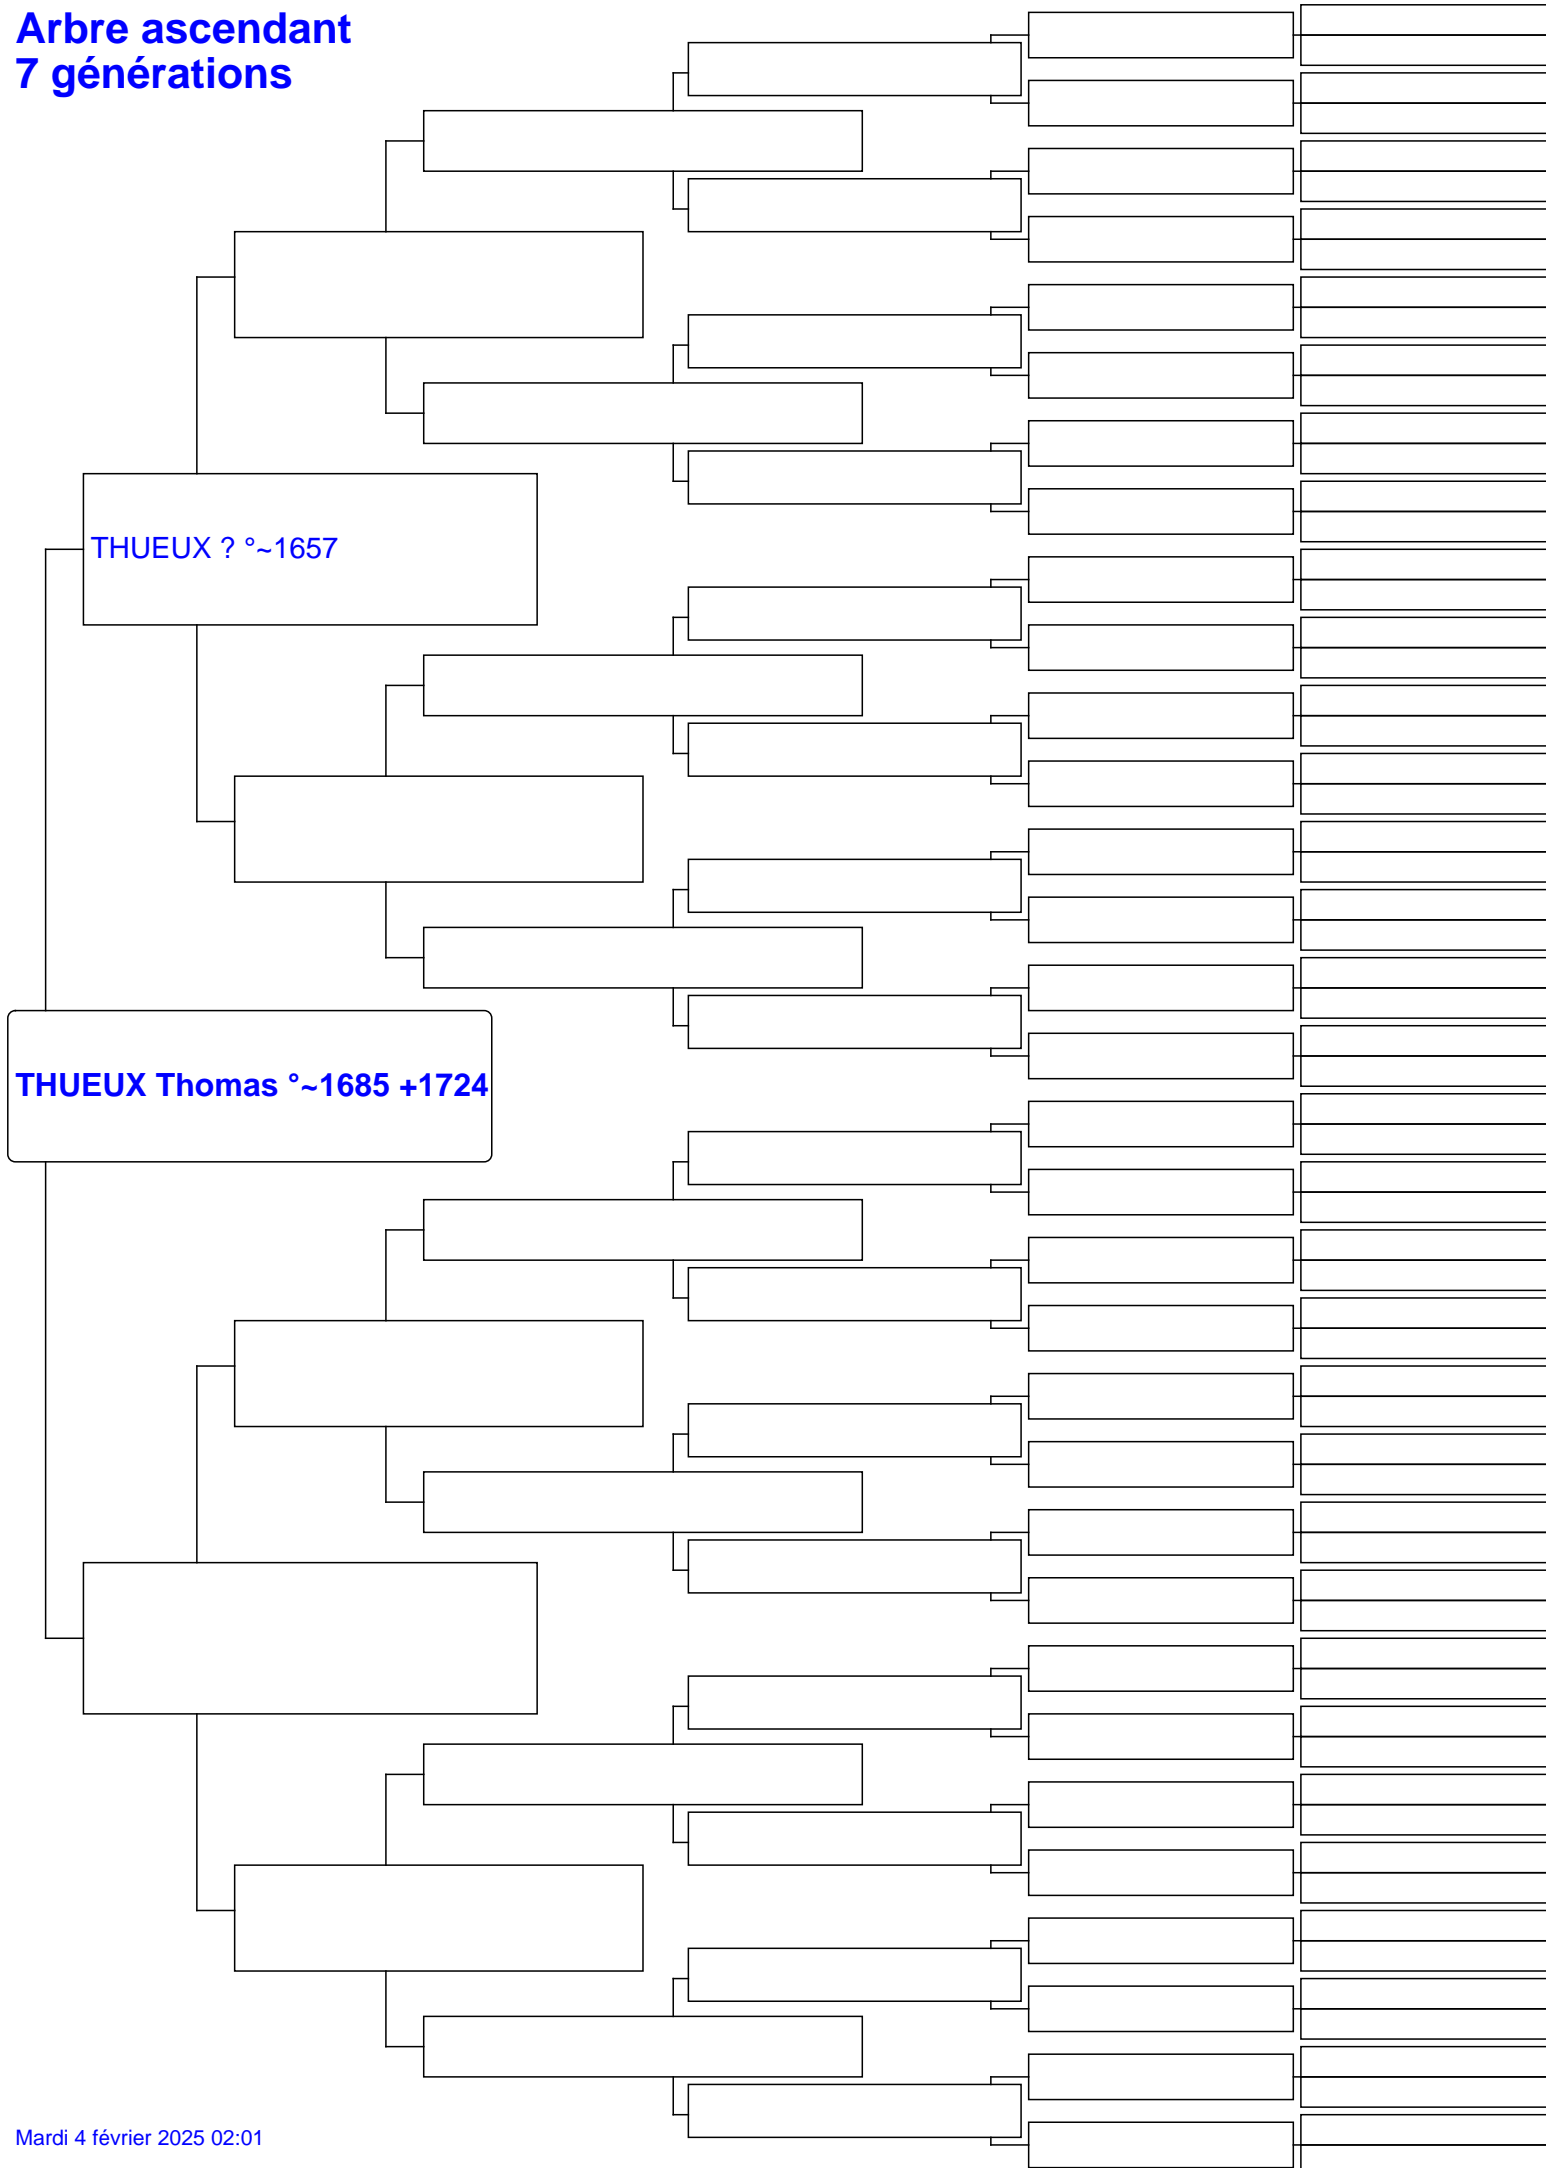 Arbre ascendant
7 générations
THUEUX ? °~1657
THUEUX Thomas °~1685 +1724
Mardi 4 février 2025 02:01